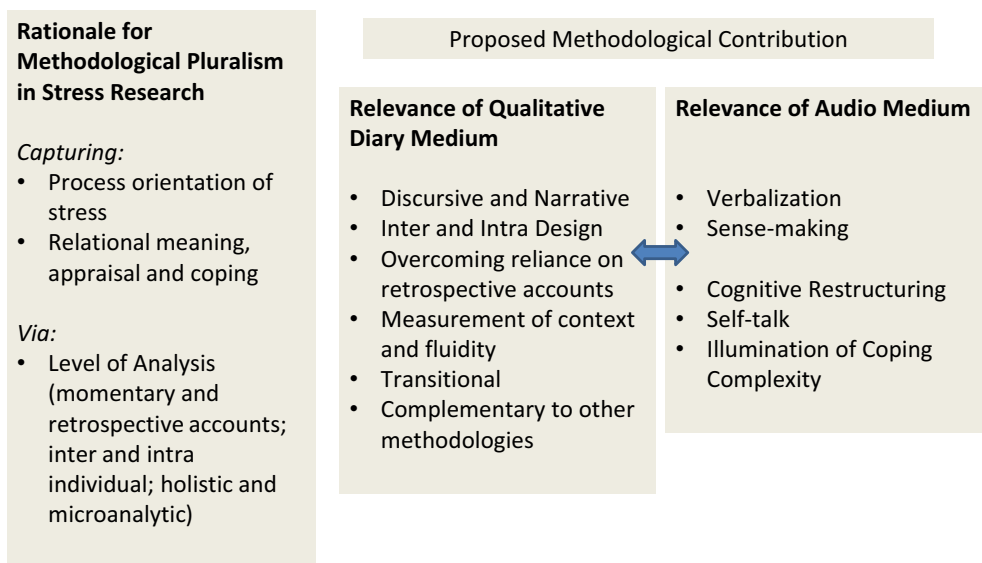 Rationale for
Methodological Pluralism
in Stress Research
Capturing:
• Process orientation of
stress
• Relational meaning,
appraisal and coping
Via:
• Level of Analysis
(momentary and
retrospective accounts;
inter and intra
individual; holistic and
microanalytic)
Proposed Methodological Contribution
Relevance of Qualitative
Diary Medium
• Discursive and Narrative
• Inter and Intra Design
• Overcoming reliance on
retrospective accounts
• Measurement of context
and fluidity
• Transitional
• Complementary to other
methodologies
Relevance of Audio Medium
• Verbalization
• Sense-making
• Cognitive Restructuring
• Self-talk
• Illumination of Coping
Complexity